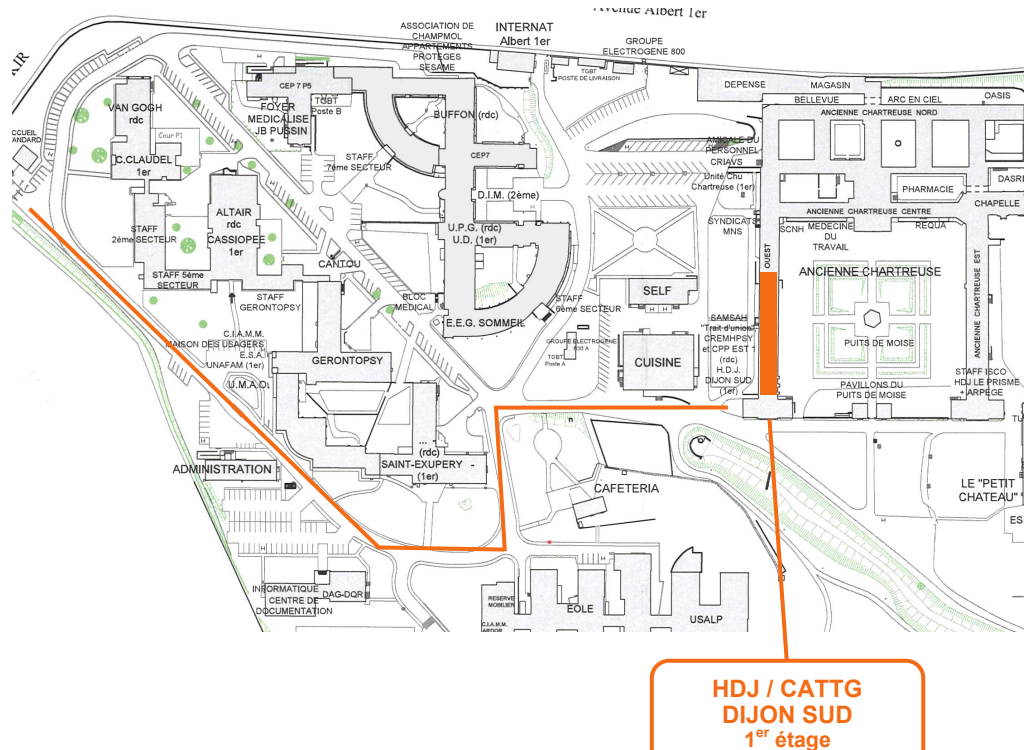 Avenue Albert 1er
KIR
ASSOCIATION DE
CHAMPMOL
APPARTEMENTS
PROTEGES
SESAME
INTERNAT
Albert 1er
GROUPE
ELECTROGENE 800
TGBT
POSTE DE LIVRAISON
DEPENSE
MAGASIN
BELLEVUE
ARC EN CIEL
OASIS
ANCIENNE CHARTREUSE NORD
CEP 7 P5
TGBT
Poste B
FOYER
MEDICALISE
JB PUSSIN
VAN GOGH
rdc
Cour P1
C.CLAUDEL
1er
BUFFON (rdc)
STAFF
7ème SECTEUR
CEP7
D.I.M. (2ème)
AMICALE DU
PERSONNEL
CRIAVS
Unité Chu
Chartreuse (1er)
PHARMACIE
DASRI
CHAPELLE
ANCIENNE CHARTREUSE CENTRE
ALTAIR
rdc
CASSIOPEE
1er
STAFF
2ème SECTEUR
STAFF 5ème
SECTEUR
U.P.G. (rdc)
U.D. (1er)
SYNDICATS
MNS
SCNH
MEDECINE
DU
TRAVAIL
REQUA
OUEST
ANCIENNE CHARTREUSE
ANCIENNE CHARTREUSE EST
CANTOU
BLOC
MEDICAL
STAFF
GERONTOPSY
E.E.G. SOMMEIL
STAFF
6ème SECTEUR
SELF
H H
SAMSAH
"Trait d'union"
CREMHPSY
et CPP EST 1
(rdc)
H.D.J.
DIJON SUD
(1er)
PUITS DE MOISE
C.I.A.M.M.
MAISON DES USAGERS
E.S.A.T
UNAFAM (1er)
U.M.A.O.
GERONTOPSY
GROUPE ELECTROGENE
630 A
TGBT
Poste A
CUISINE
PAVILLONS DU
PUITS DE MOISE
STAFF ISCO
HDJ LE PRISME
+ ARPEGE
ADMINISTRATION
...
(rdc)
SAINT-EXUPERY
(1er)
CAFETERIA
LE "PETIT
CHATEAU"
ES
INFORMATIQUE
CENTRE DE
DOCUMENTATION
DAG-DQR
RESERVE
MOBILIER
C.I.A.M.M.
EOLE
USALP
HDJ / CATTG
DIJON SUD
1er étage